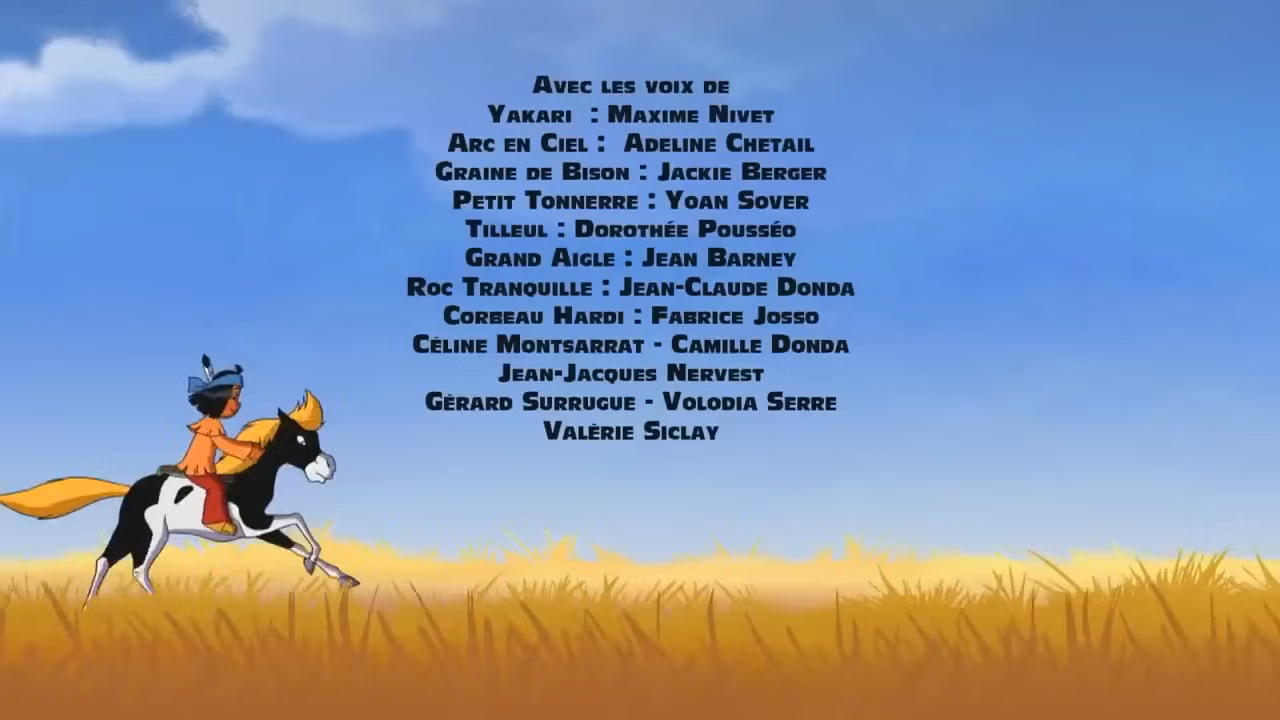 Avec les voix de
Yakari : Maxime Nivet
Arc en Ciel : Adeline Chetail
Graine de Bison : Jackie Berger
Petit Tonnerre : Yoan Sover
Tilleul : Dorothée Pousséo
Grand Aigle : Jean Barney
Roc Tranquille : Jean-Claude Donda
Corbeau Hardi : Fabrice Josso
Céline Montsarrat - Camille Donda
Jean-Jacques Nervest
Gérard Surrugue - Volodia Serre
Valérie Siclay